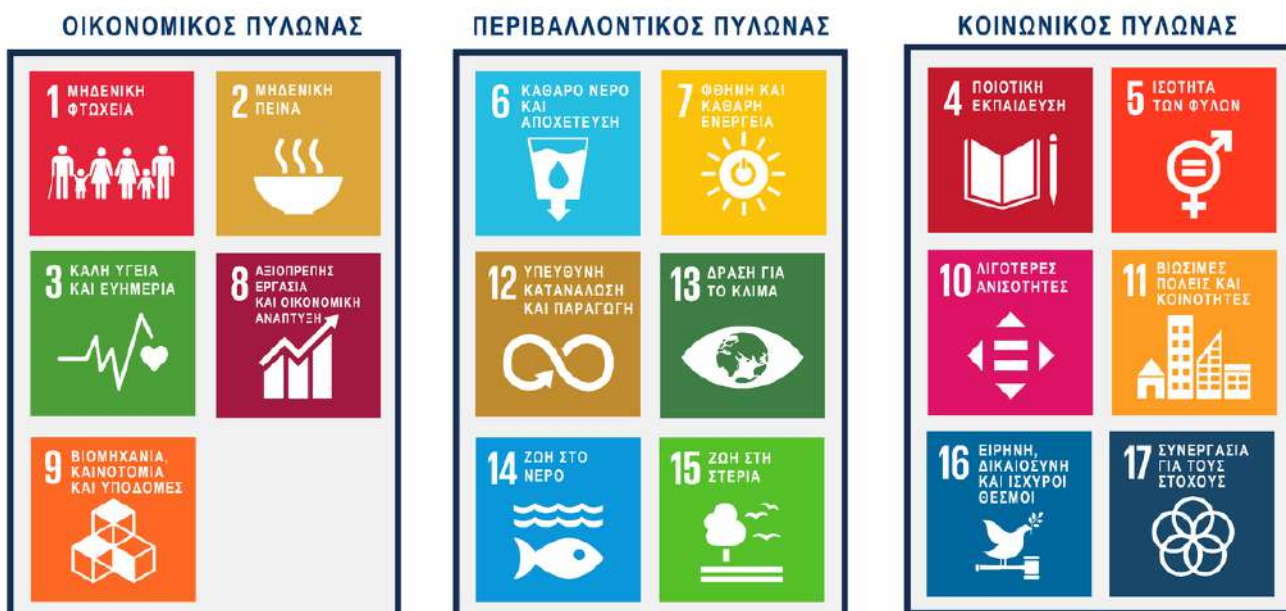 ΟΙΚΟΝΟΜΙΚΟΣ ΠΥΛΩΝΑΣ
1 ΜΗΔΕΝΙΚΗ
ΦΤΩΧΕΙΑ
2 ΜΗΔΕΝΙΚΗ
ΠΕΙΝΑ
3 ΚΑΛΗ ΥΓΕΙΑ
ΚΑΙ ΕΥΗΜΕΡΙΑ
8 ΑΞΙΟΠΡΕΠΗΣ
ΕΡΓΑΣΙΑ
ΚΑΙ ΟΙΚΟΝΟΜΙΚΗ
ΑΝΑΠΤΥΞΗ
9 ΒΙΟΜΗΧΑΝΙΑ,
ΚΑΙΝΟΤΟΜΙΑ
ΚΑΙ ΥΠΟΔΟΜΕΣ
ΠΕΡΙΒΑΛΛΟΝΤΙΚΟΣ ΠΥΛΩΝΑΣ
6 ΚΑΘΑΡΟ ΝΕΡΟ
ΚΑΙ
ΑΠΟΧΕΤΕΥΣΗ
7 ΦΘΗΝΗ ΚΑΙ
ΚΑΘΑΡΗ
ΕΝΕΡΓΕΙΑ
12 ΥΠΕΥΘΥΝΗ
ΚΑΤΑΝΑΛΩΣΗ
ΚΑΙ ΠΑΡΑΓΩΓΗ
13 ΔΡΑΣΗ ΓΙΑ
ΤΟ ΚΛΙΜΑ
14 ΖΩΗ ΣΤΟ
ΝΕΡΟ
15 ΖΩΗ ΣΤΗ
ΣΤΕΡΙΑ
ΚΟΙΝΩΝΙΚΟΣ ΠΥΛΩΝΑΣ
4 ΠΟΙΟΤΙΚΗ
ΕΚΠΑΙΔΕΥΣΗ
5 ΙΣΟΤΗΤΑ
ΤΩΝ ΦΥΛΩΝ
10 ΛΙΓΟΤΕΡΕΣ
ΑΝΙΣΟΤΗΤΕΣ
11 ΒΙΩΣΙΜΕΣ
ΠΟΛΕΙΣ ΚΑΙ
ΚΟΙΝΟΤΗΤΕΣ
16 ΕΙΡΗΝΗ,
ΔΙΚΑΙΟΣΥΝΗ
ΚΑΙ ΙΣΧΥΡΟΙ
ΘΕΣΜΟΙ
17 ΣΥΝΕΡΓΑΣΙΑ
ΓΙΑ ΤΟΥΣ
ΣΤΟΧΟΥΣ